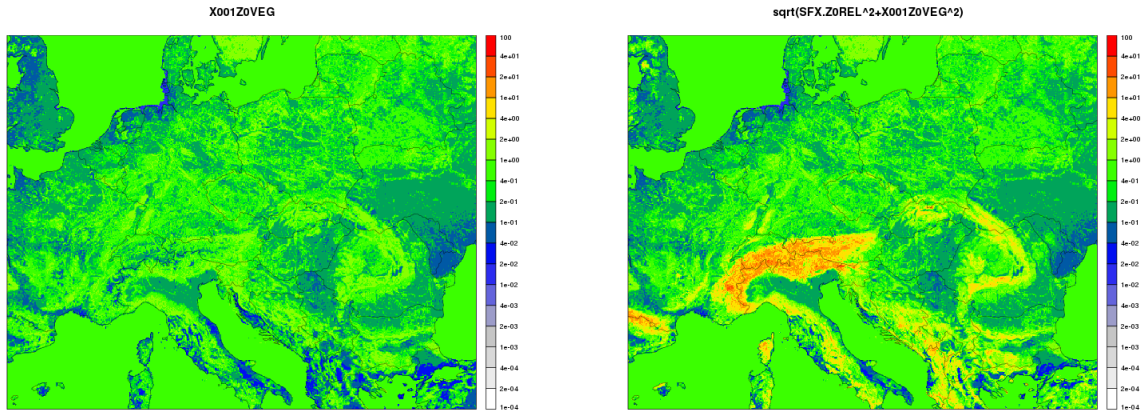 X001Z0VEG
100
4e+01
2e+01
1e+01
4e+00
2e+00
1e+00
4e-01
2e-01
1e-01
4e-02
2e-02
1e-02
4e-03
2e-03
1e-03
4e-04
2e-04
1e-04
sqrt(SFX.Z0REL^2+X001Z0VEG^2)
100
4e+01
2e+01
1e+01
4e+00
2e+00
1e+00
4e-01
2e-01
1e-01
4e-02
2e-02
1e-02
4e-03
2e-03
1e-03
4e-04
2e-04
1e-04